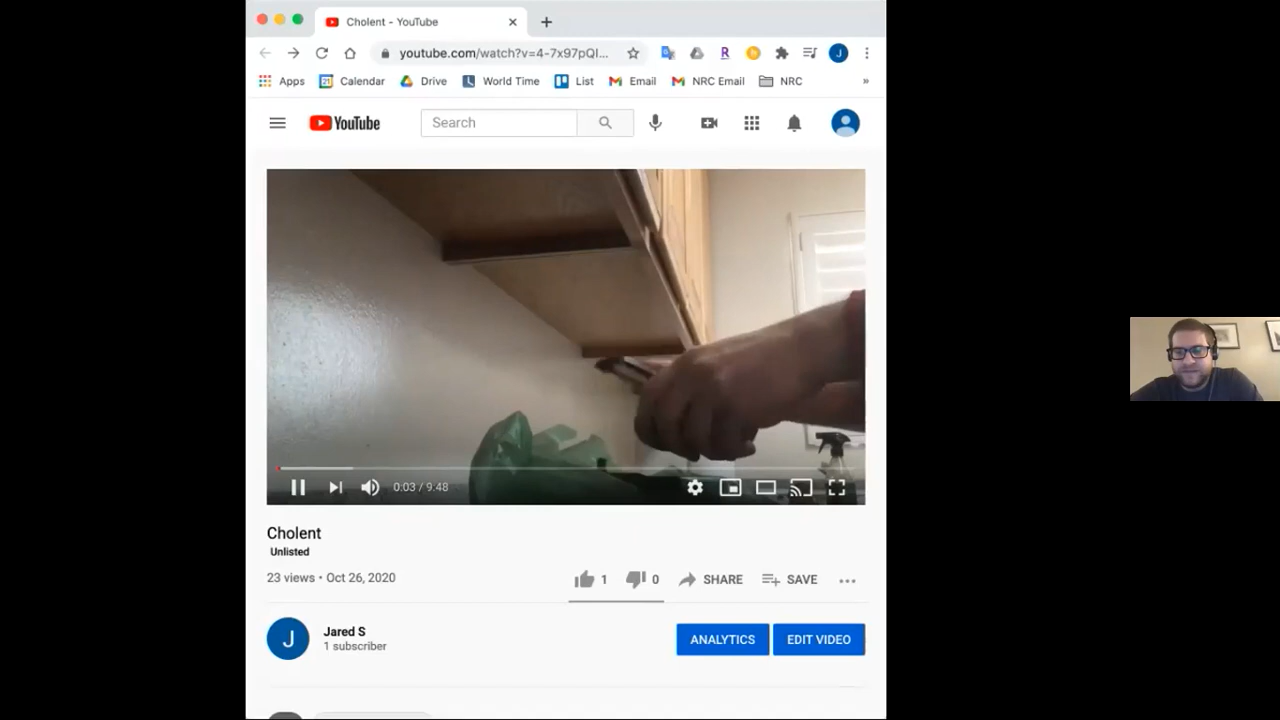 Cholent - YouTube
youtube.com/watch?v=4-7x97pQI...
R
J
Apps
Calendar
Drive
World Time
List
Email
NRC Email
NRC
»
YouTube
Search
0:03 / 9:48
Cholent
Unlisted
23 views • Oct 26, 2020
1
0
SHARE
SAVE
J
Jared S
1 subscriber
ANALYTICS
EDIT VIDEO